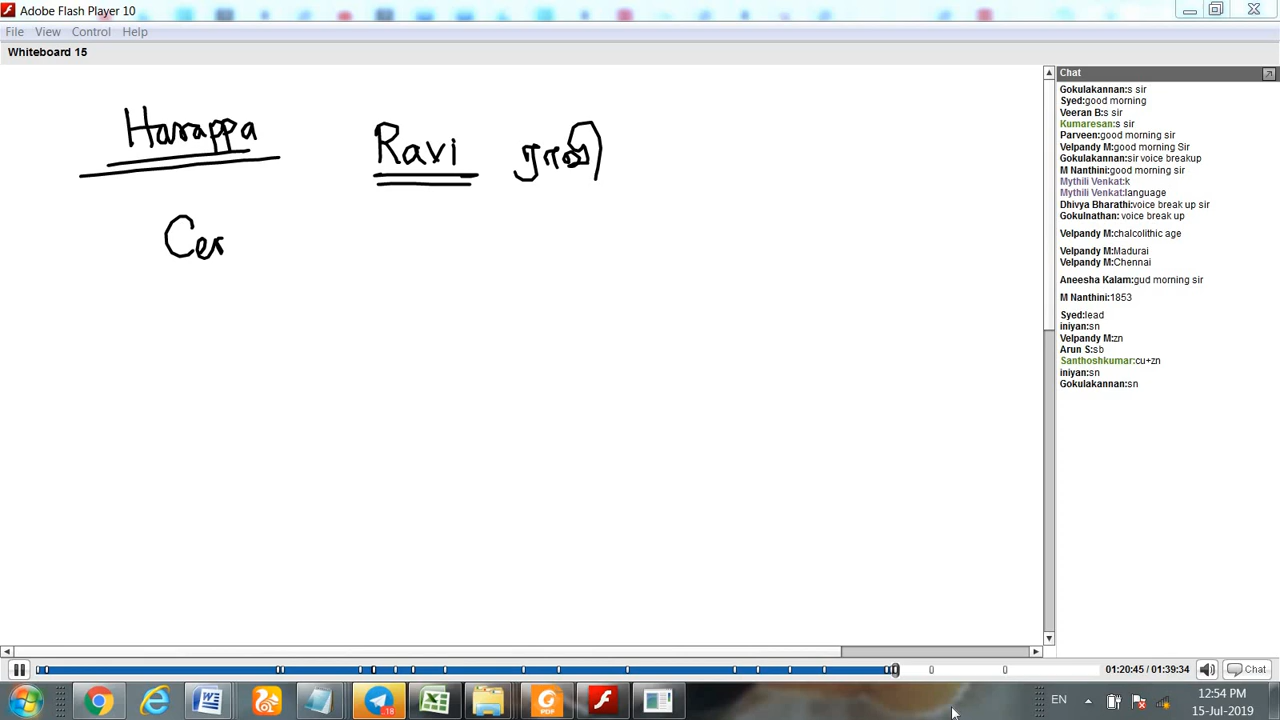 Adobe Flash Player 10
File View Control Help
Whiteboard 15
Harappa
Ravi
Cer
Chat
Gokulakannan:s sir
Syed:good morning
Veeran B:s sir
Kumaresan:s sir
Parveen:good morning sir
Velpandy M:good morning Sir
Gokulakannan:sir voice breakup
M Nanthini:good morning sir
Mythili Venkat:k
Mythili Venkat:language
Dhivya Bharathi:voice break up sir
Gokulnathan: voice break up
Velpandy M:chalcolithic age
Velpandy M:Madurai
Velpandy M:Chennai
Aneesha Kalam:gud morning sir
M Nanthini:1853
Syed:lead
iniyan:sn
Velpandy M:zn
Arun S:sb
Santhoshkumar:cu+zn
iniyan:sn
Gokulakannan:sn
01:20:45 / 01:39:34
Chat
EN
12:54 PM
15-Jul-2019